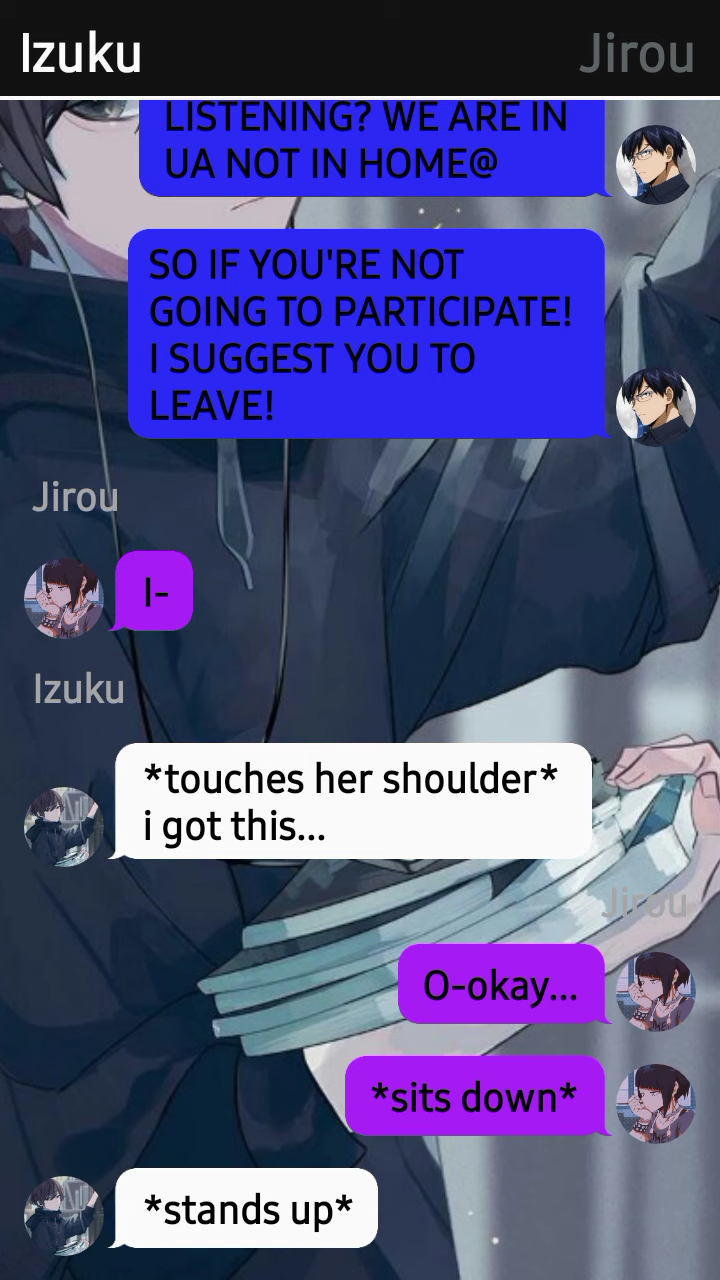 Izuku
Jirou
LISTENING? WE ARE IN
UA NOT IN HOME@
SO IF YOU'RE NOT
GOING TO PARTICIPATE!
I SUGGEST YOU TO
LEAVE!
Jirou
I-
Izuku
*touches her shoulder*
i got this...
Jirou
O-okay...
*sits down*
*stands up*